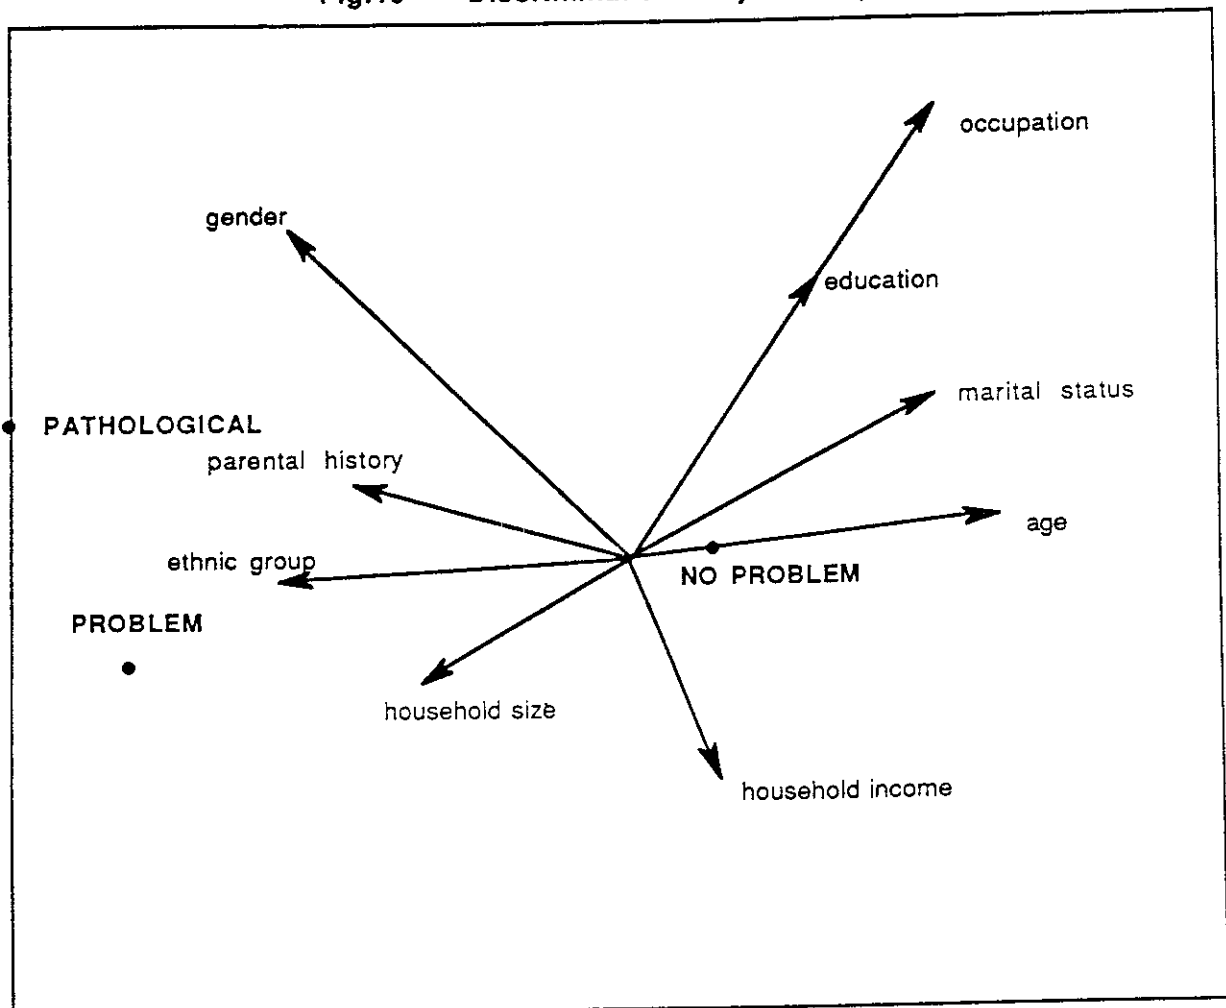 occupation
gender
education
marital status
PATHOLOGICAL
parental history
age
ethnic group
NO PROBLEM
PROBLEM
household size
household income